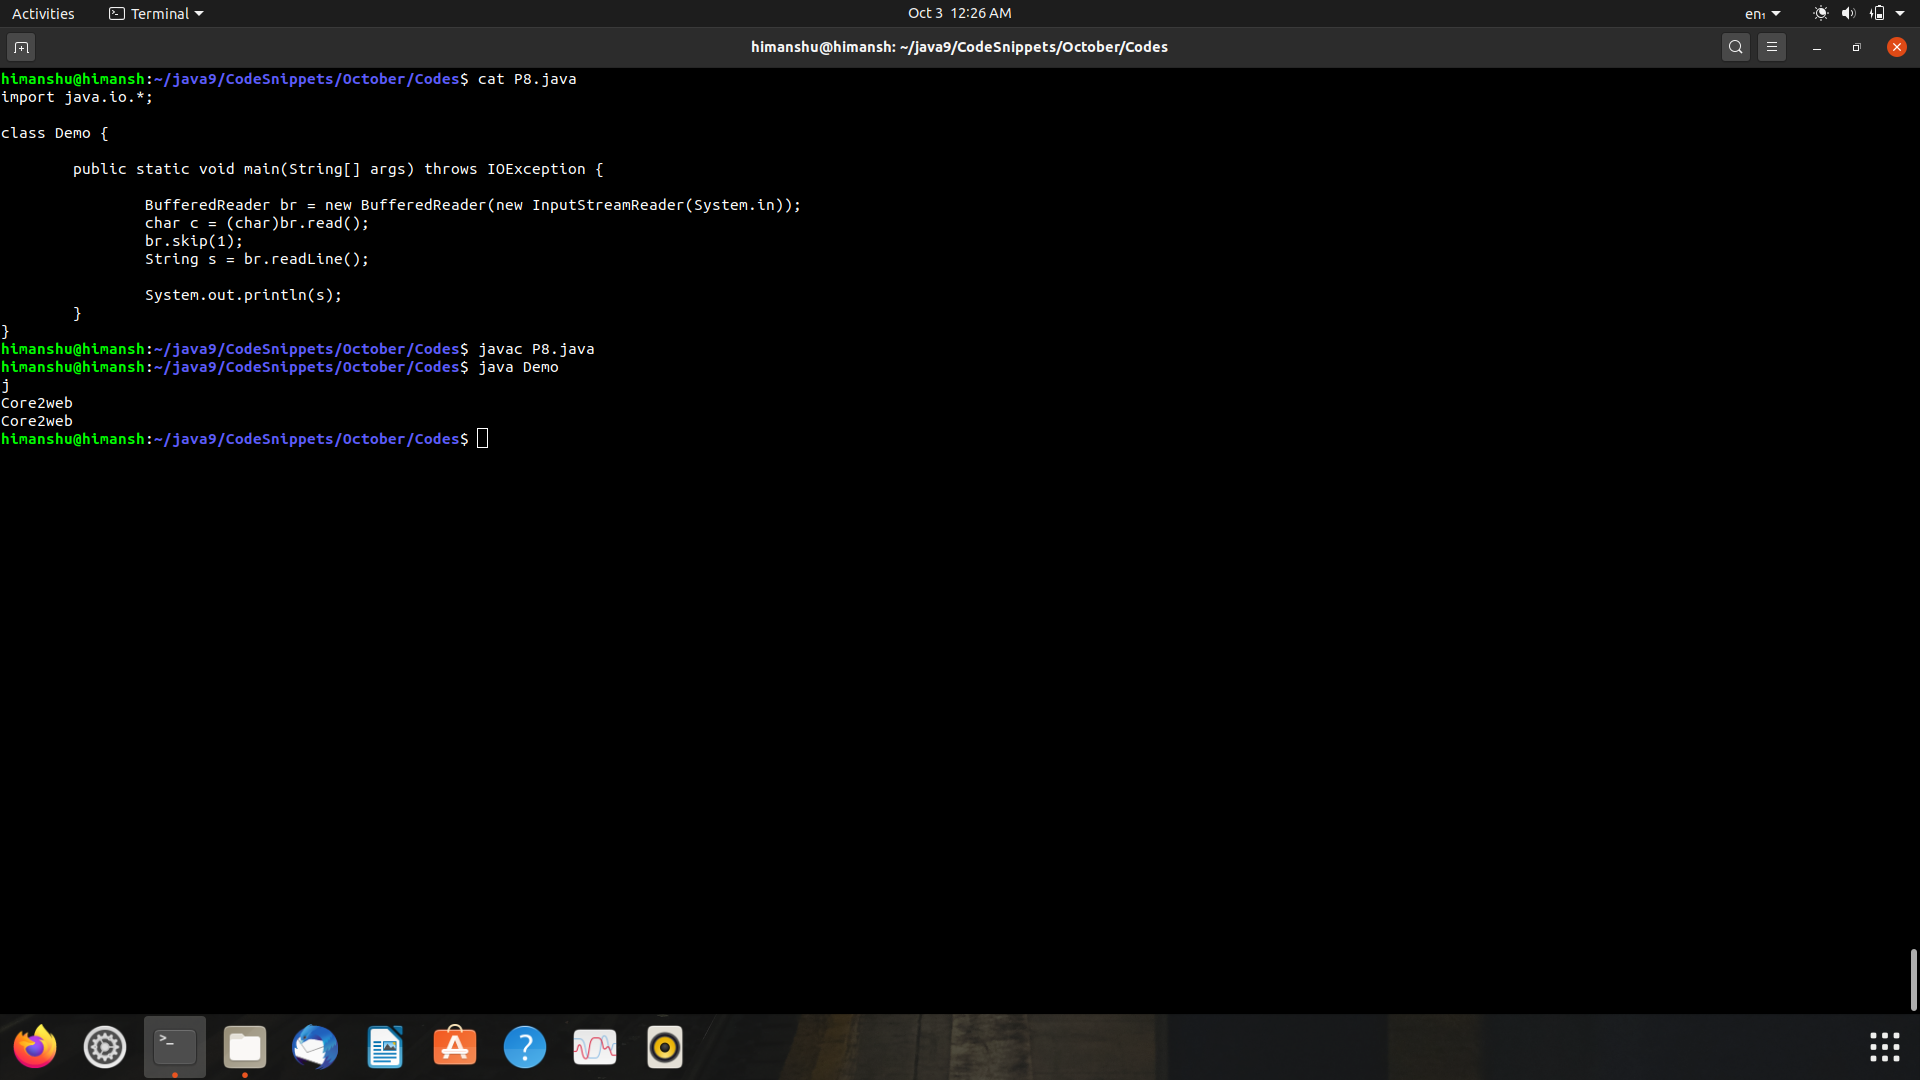 Activities
Terminal
Oct 3 12:26 AM
en₁
himanshu@himansh: ~/java9/CodeSnippets/October/Codes
himanshu@himansh:~/java9/CodeSnippets/October/Codes$ cat P8.java
import java.io.*;
class Demo {
public static void main(String[] args) throws IOException {
BufferedReader br = new BufferedReader(new InputStreamReader(System.in));
char c = (char)br.read();
br.skip(1);
String s = br.readLine();
System.out.println(s);
}
}
himanshu@himansh:~/java9/CodeSnippets/October/Codes$ javac P8.java
himanshu@himansh:~/java9/CodeSnippets/October/Codes$ java Demo
j
Core2web
Core2web
himanshu@himansh:~/java9/CodeSnippets/October/Codes$